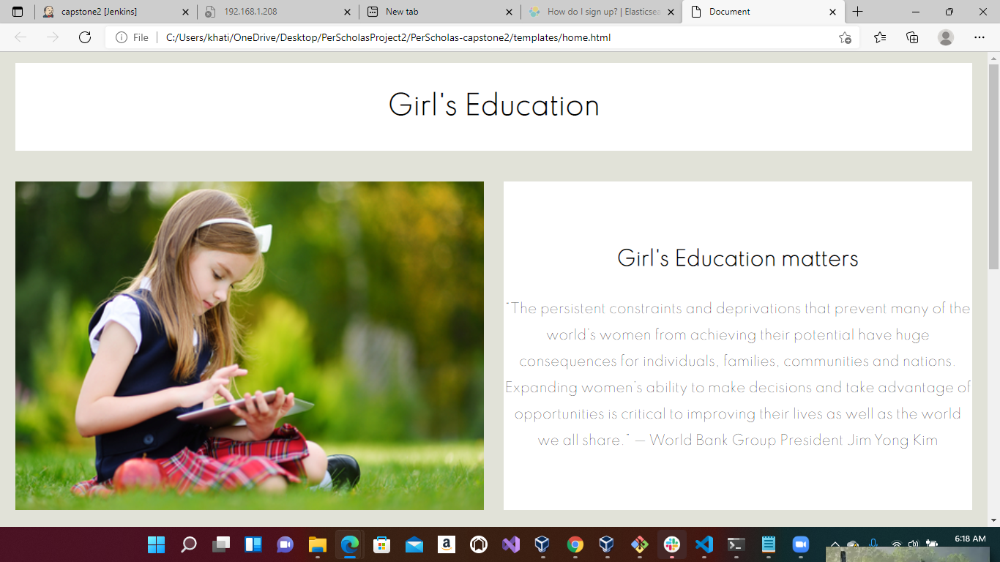 capstone2 [Jenkins]
192.168.1.208
New tab
How do I sign up? | Elasticsea
Document
File
C:/Users/khati/OneDrive/Desktop/PerScholasProject2/PerScholas-capstone2/templates/home.html
Girl's Education
Girl's Education matters
"The persistent constraints and deprivations that prevent many of the
world's women from achieving their potential have huge
consequences for individuals, families, communities and nations.
Expanding women's ability to make decisions and take advantage of
opportunities is critical to improving their lives as well as the world
we all share." — World Bank Group President Jim Yong Kim
a
6:18 AM